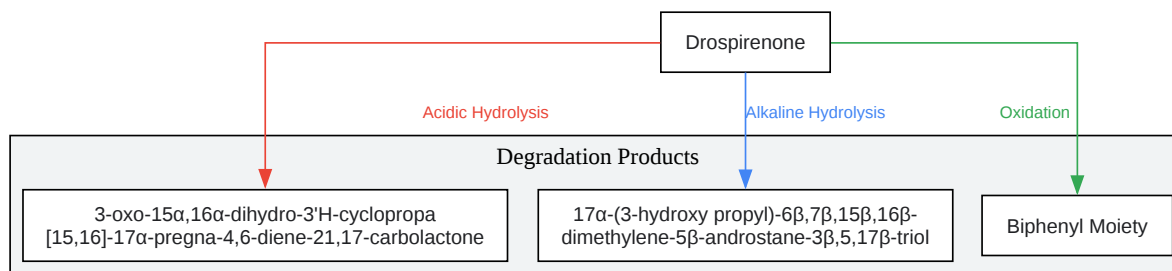 Drospirenone
Acidic Hydrolysis
Alkaline Hydrolysis
Oxidation
Degradation Products
3-oxo-15α,16α-dihydro-3'H-cyclopropa
[15,16]-17α-pregna-4,6-diene-21,17-carbolactone
17α-(3-hydroxy propyl)-6β,7β,15β,16β-
dimethylene-5β-androstane-3β,5,17β-triol
Biphenyl Moiety